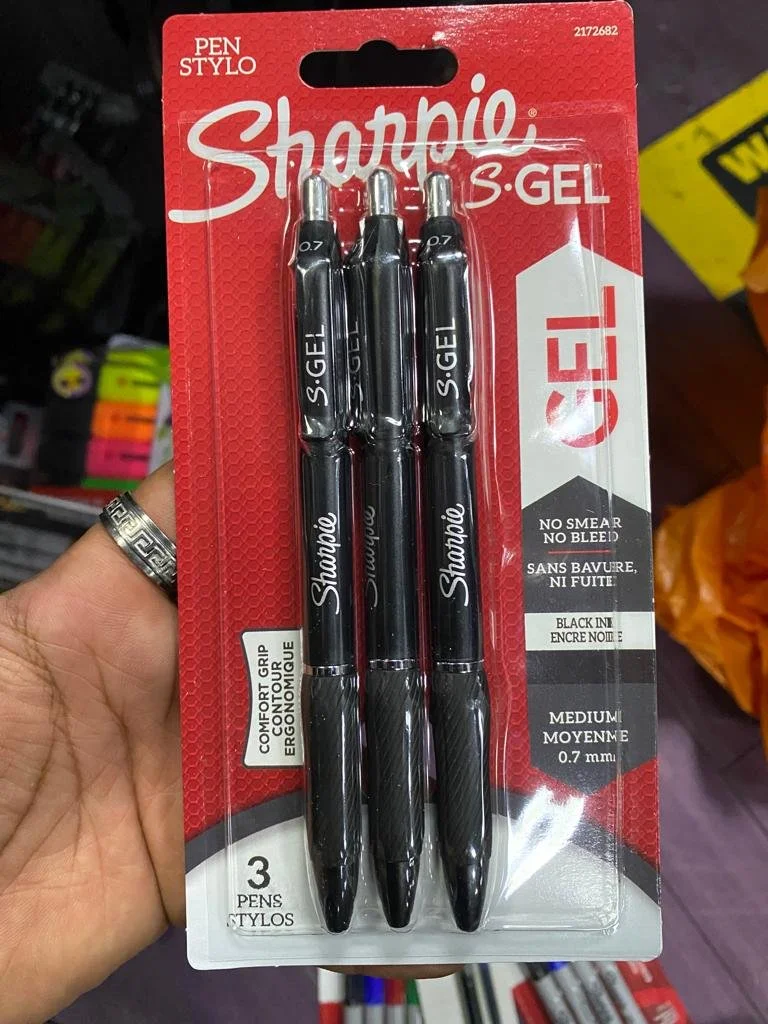 PEN
STYLO
2172682
Sharpie®
S·GEL
0.7
0.7
S·GEL
S·GEL
S·GEL
GEL
Sharpie
Sharpie
Sharpie
NO SMEAR
NO BLEED
SANS BAVURE,
NI FUITE
BLACK INK
ENCRE NOIRE
COMFORT GRIP
CONTOUR
ERGONOMIQUE
MEDIUM
MOYENNE
0.7 mm
3
PENS
STYLOS